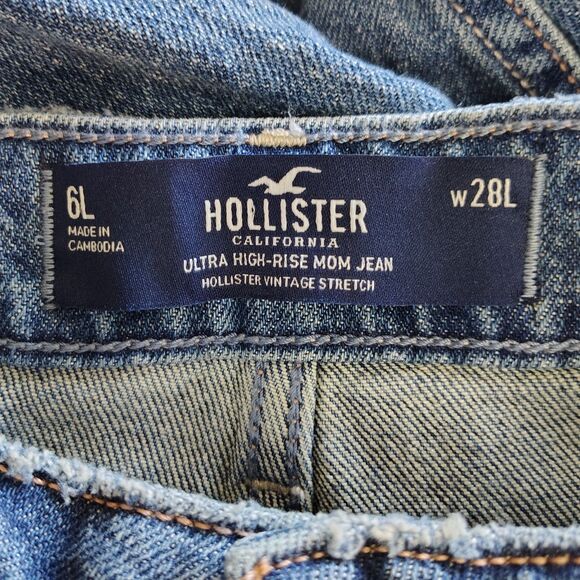 6L
MADE IN
CAMBODIA
HOLLISTER
CALIFORNIA
ULTRA HIGH-RISE MOM JEAN
HOLLISTER VINTAGE STRETCH
W28L